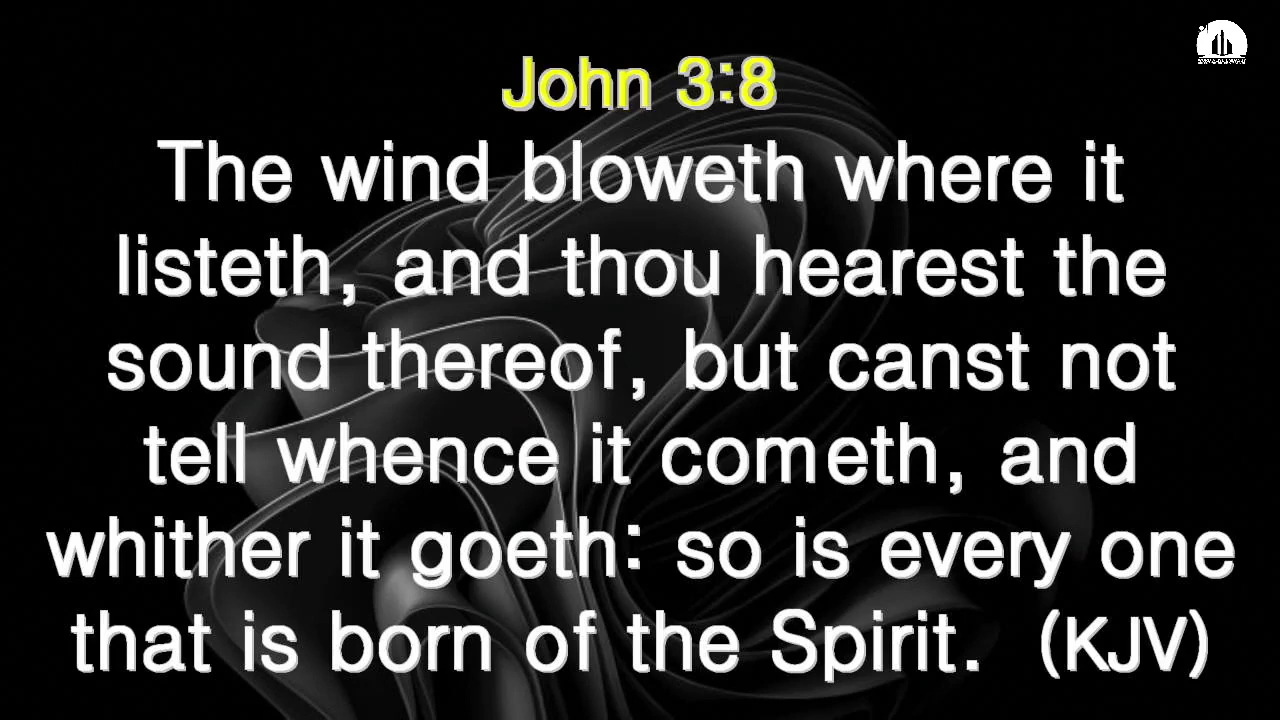 John 3:8
The wind bloweth where it
listeth, and thou hearest the
sound thereof, but canst not
tell whence it cometh, and
whither it goeth: so is every one
that is born of the Spirit.  (KJV)